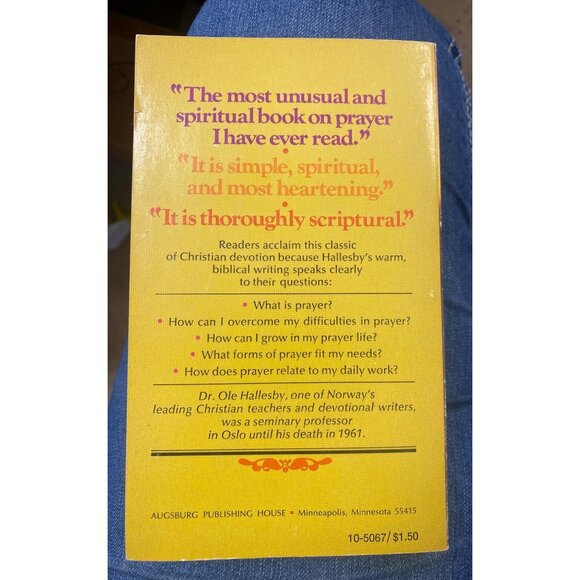 “The most unusual and
spiritual book on prayer
I have ever read.”
•
“It is simple, spiritual,
and most heartening.”
•
“It is thoroughly scriptural.”
Readers acclaim this classic
of Christian devotion because Hallesby's warm,
biblical writing speaks clearly
to their questions:
• What is prayer?
• How can I overcome my difficulties in prayer?
• How can I grow in my prayer life?
• What forms of prayer fit my needs?
• How does prayer relate to my daily work?
Dr. Ole Hallesby, one of Norway's
leading Christian teachers and devotional writers,
was a seminary professor
in Oslo until his death in 1961.
AUGSBURG PUBLISHING HOUSE • Minneapolis, Minnesota 55415
10-5067/$1.50